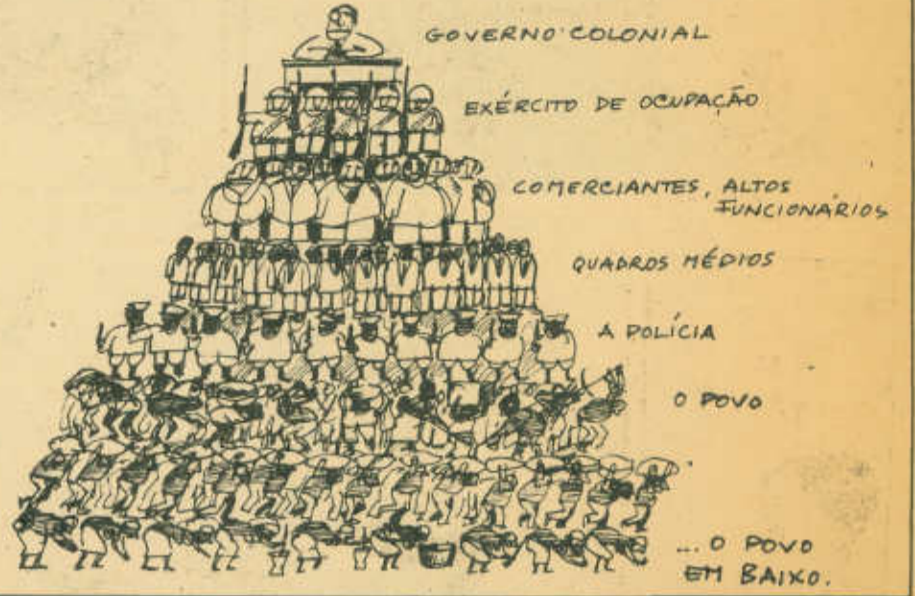 GOVERNO COLONIAL
EXÉRCITO DE OCUPAÇÃO
COMERCIANTES, ALTOS
FUNCIONÁRIOS
QUADROS MÉDIOS
A POLÍCIA
O POVO
... O POVO
EM BAIXO.